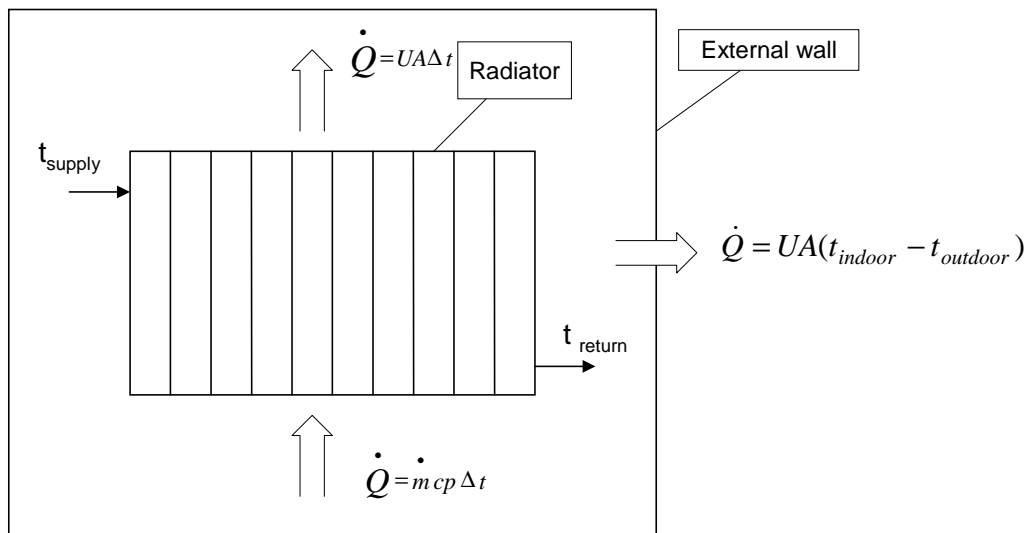 Q̇ = UAΔt
Radiator
External wall
t_supply
Q̇ = UA(t_indoor − t_outdoor)
t_return
Q̇ = ṁ cp Δt